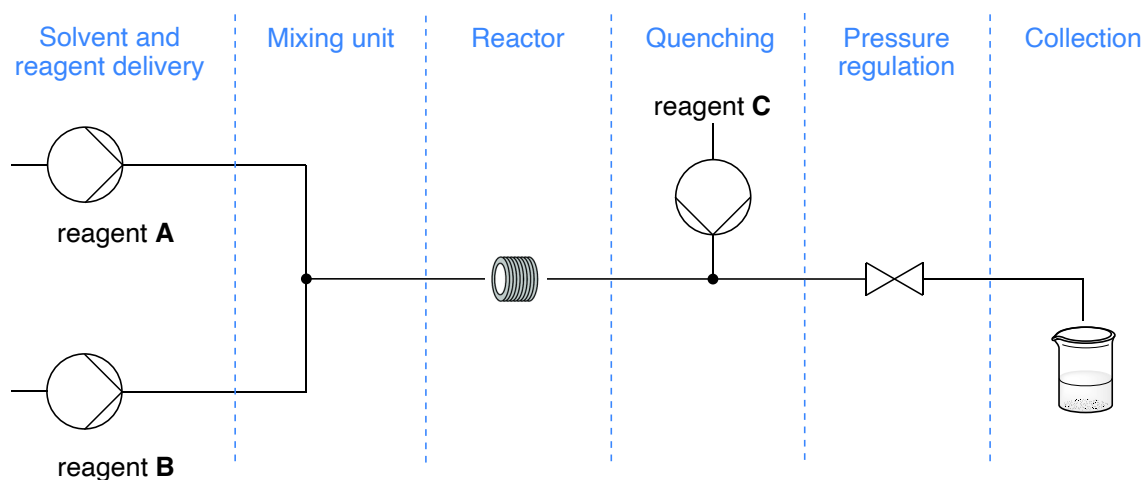 Solvent and
reagent delivery
Mixing unit
Reactor
Quenching
Pressure
regulation
Collection
reagent C
reagent A
reagent B